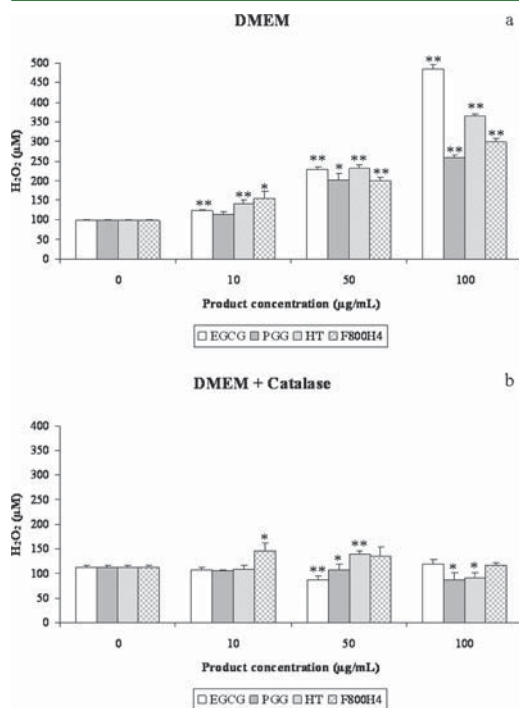 DMEM
a
500
450
400
350
300
250
200
150
100
50
0
H₂O₂ (μM)
** ** *
** * ** **
** ** ** **
0 10 50 100
Product concentration (μg/mL)
EGCG PGG HT F800H4
DMEM + Catalase
b
400
350
300
250
200
150
100
50
0
H₂O₂ (μM)
*
** * **
* *
0 10 50 100
Product concentration (μg/mL)
EGCG PGG HT F800H4